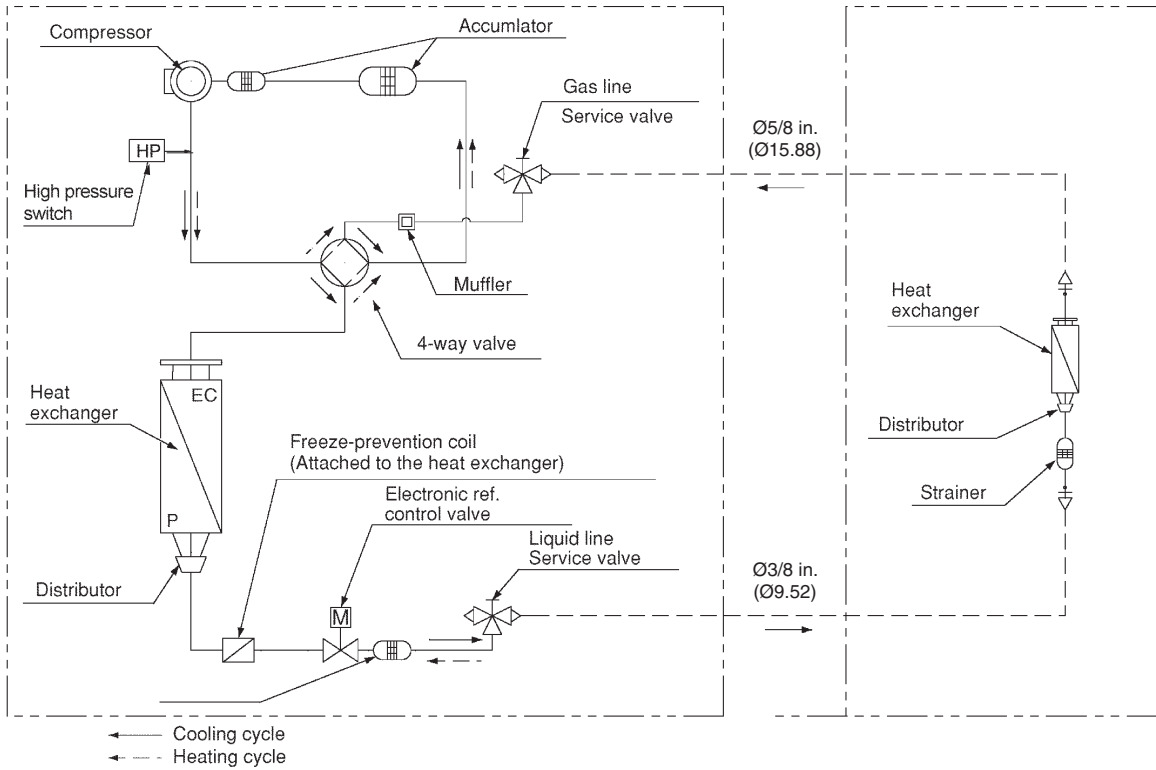 Compressor
Accumlator
Gas line
Service valve
Ø5/8 in.
(Ø15.88)
HP
High pressure
switch
Muffler
4-way valve
Heat
exchanger
EC
Heat
exchanger
P
Distributor
Freeze-prevention coil
(Attached to the heat exchanger)
Electronic ref.
control valve
Liquid line
Service valve
Distributor
Strainer
Ø3/8 in.
(Ø9.52)
M
Cooling cycle
Heating cycle